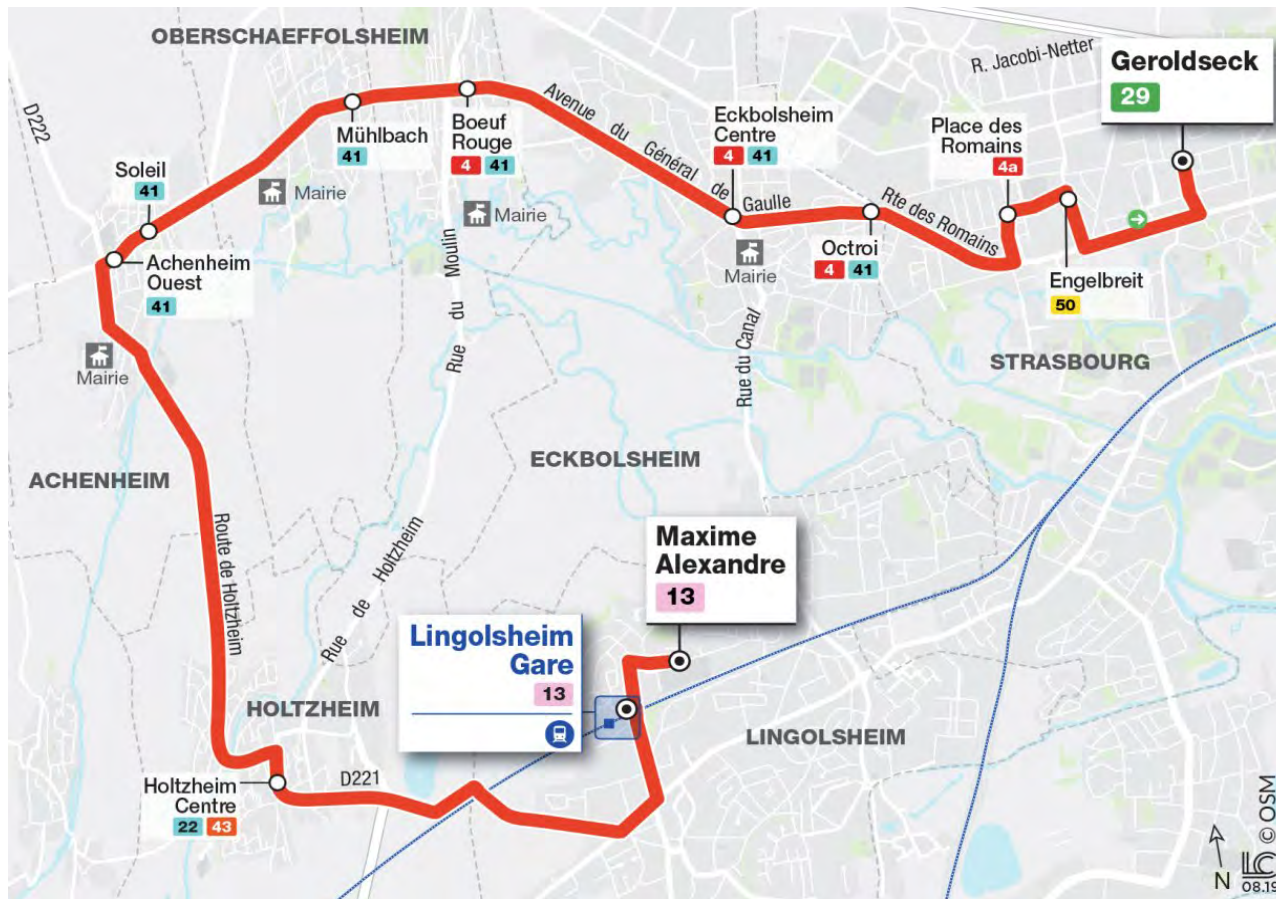 OBERSCHAEFFOLSHEIM
R. Jacobi-Netter
Geroldseck
29
D222
Avenue du Général de Gaulle
Mühlbach
41
Boeuf
Rouge
4 41
Eckbolsheim
Centre
4 41
Place des
Romains
4a
Soleil
41
Mairie
Mairie
Rte des Romains
Achenheim
Ouest
41
Octroi
4 41
Mairie
Engelbreit
50
Rue du Moulin
Rue du Canal
Mairie
STRASBOURG
ACHENHEIM
ECKBOLSHEIM
Route de Holtzheim
Rue de Holtzheim
Maxime
Alexandre
13
Lingolsheim
Gare
13
HOLTZHEIM
LINGOLSHEIM
Holtzheim
Centre
22 43
D221
N
© OSM
08.19